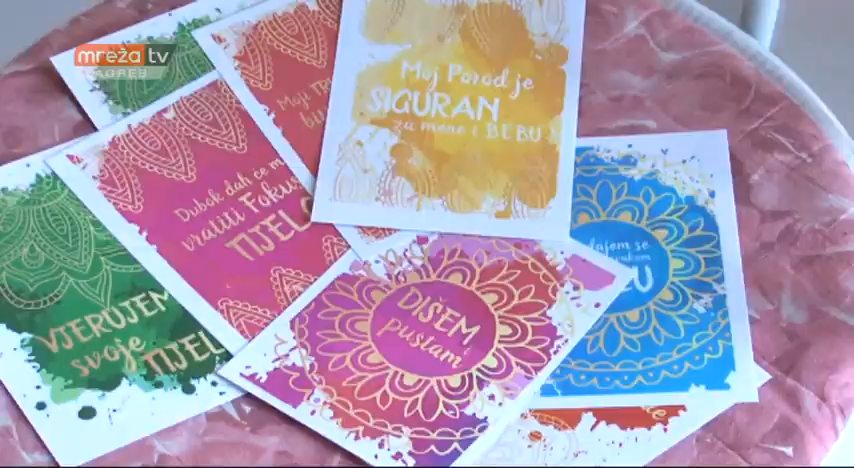 mreža tv
ZAGREB
Moj Porod je
SIGURAN
za mene i BEBU
Dubok dah će m
vratiti Fokus
TIJELO
VJERUJEM
svoje
TIJELO
DIŠEM
puštam